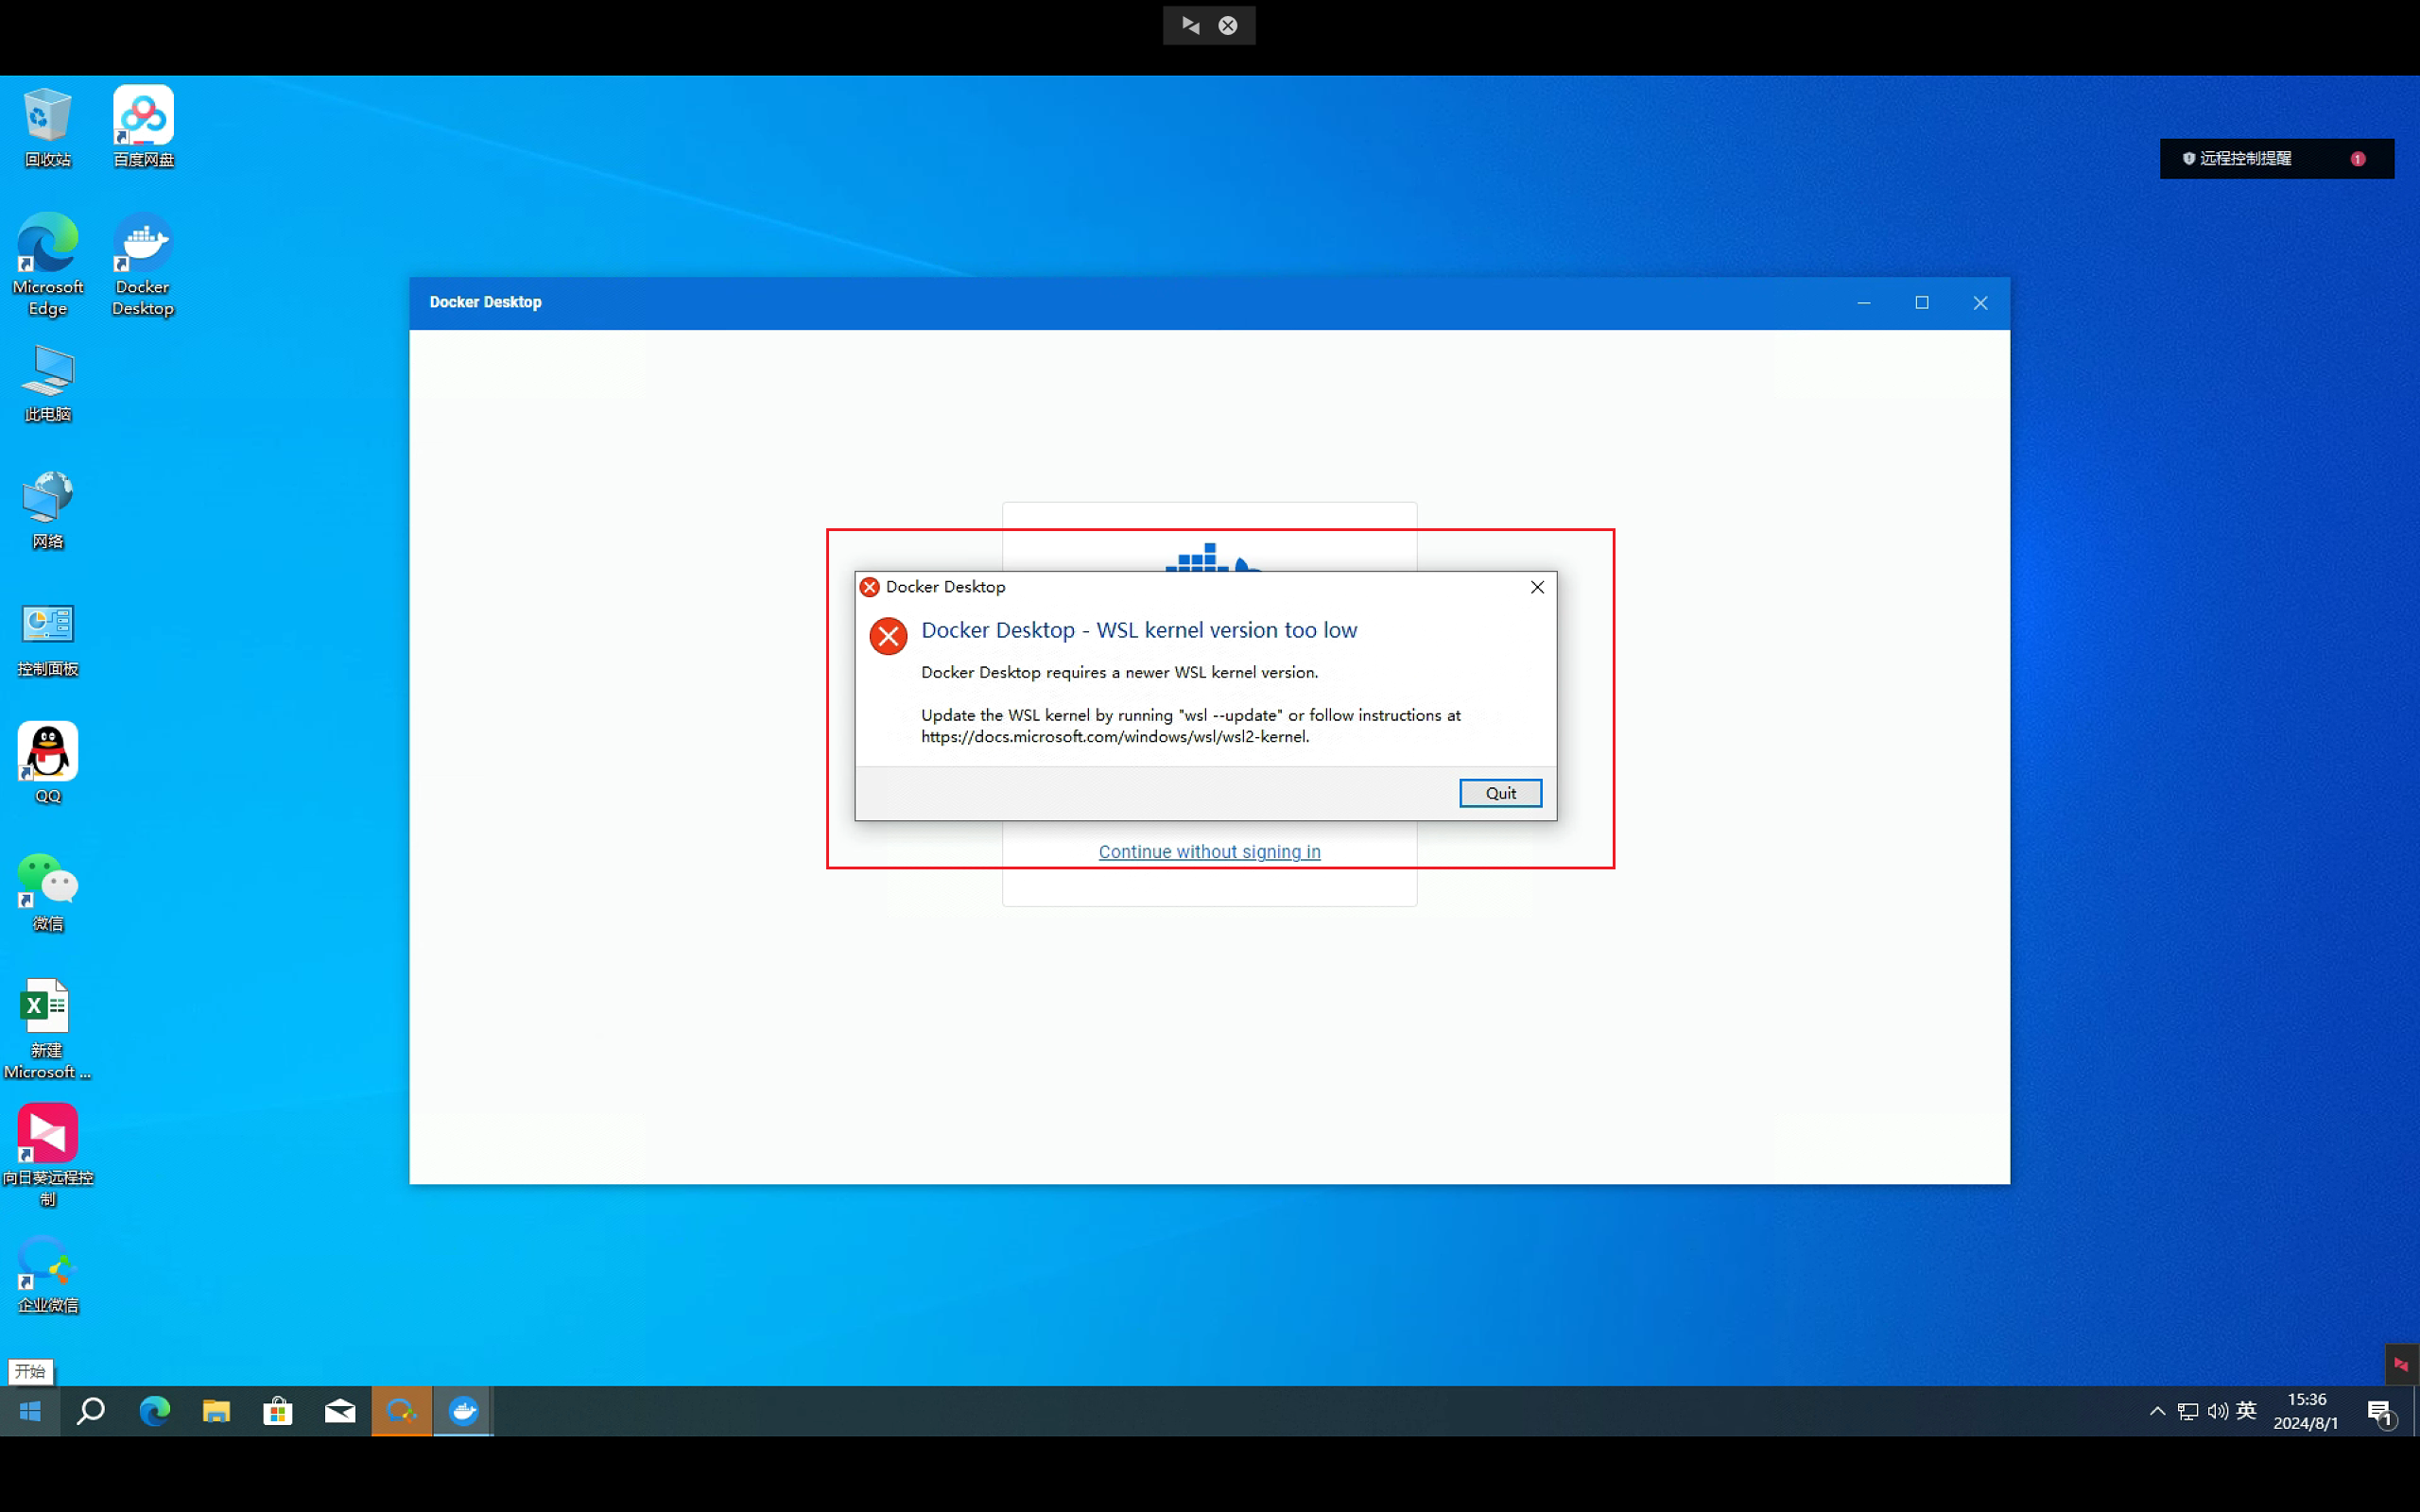 回收站
百度网盘
远程控制提醒
1
Microsoft
Edge
Docker
Desktop
Docker Desktop
此电脑
网络
控制面板
QQ
微信
新建
Microsoft ...
向日葵远程控
制
企业微信
Docker Desktop
Docker Desktop - WSL kernel version too low
Docker Desktop requires a newer WSL kernel version.
Update the WSL kernel by running "wsl --update" or follow instructions at
https://docs.microsoft.com/windows/wsl/wsl2-kernel.
Quit
Continue without signing in
开始
英
15:36
2024/8/1
1